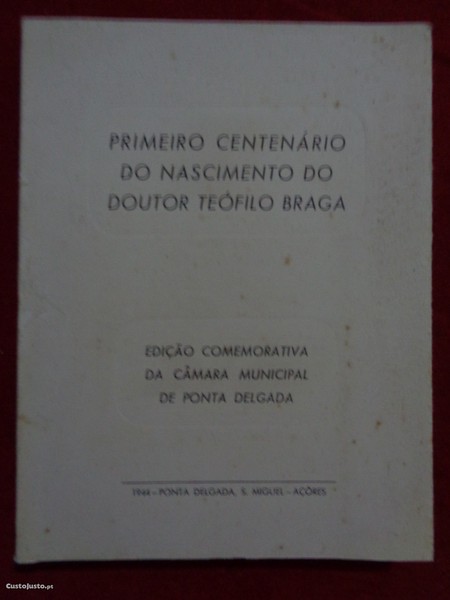 PRIMEIRO CENTENÁRIO
DO NASCIMENTO DO
DOUTOR TEÓFILO BRAGA
EDIÇÃO COMEMORATIVA
DA CÂMARA MUNICIPAL
DE PONTA DELGADA
1944 — PONTA DELGADA, S. MIGUEL — AÇÔRES
CustoJusto.pt